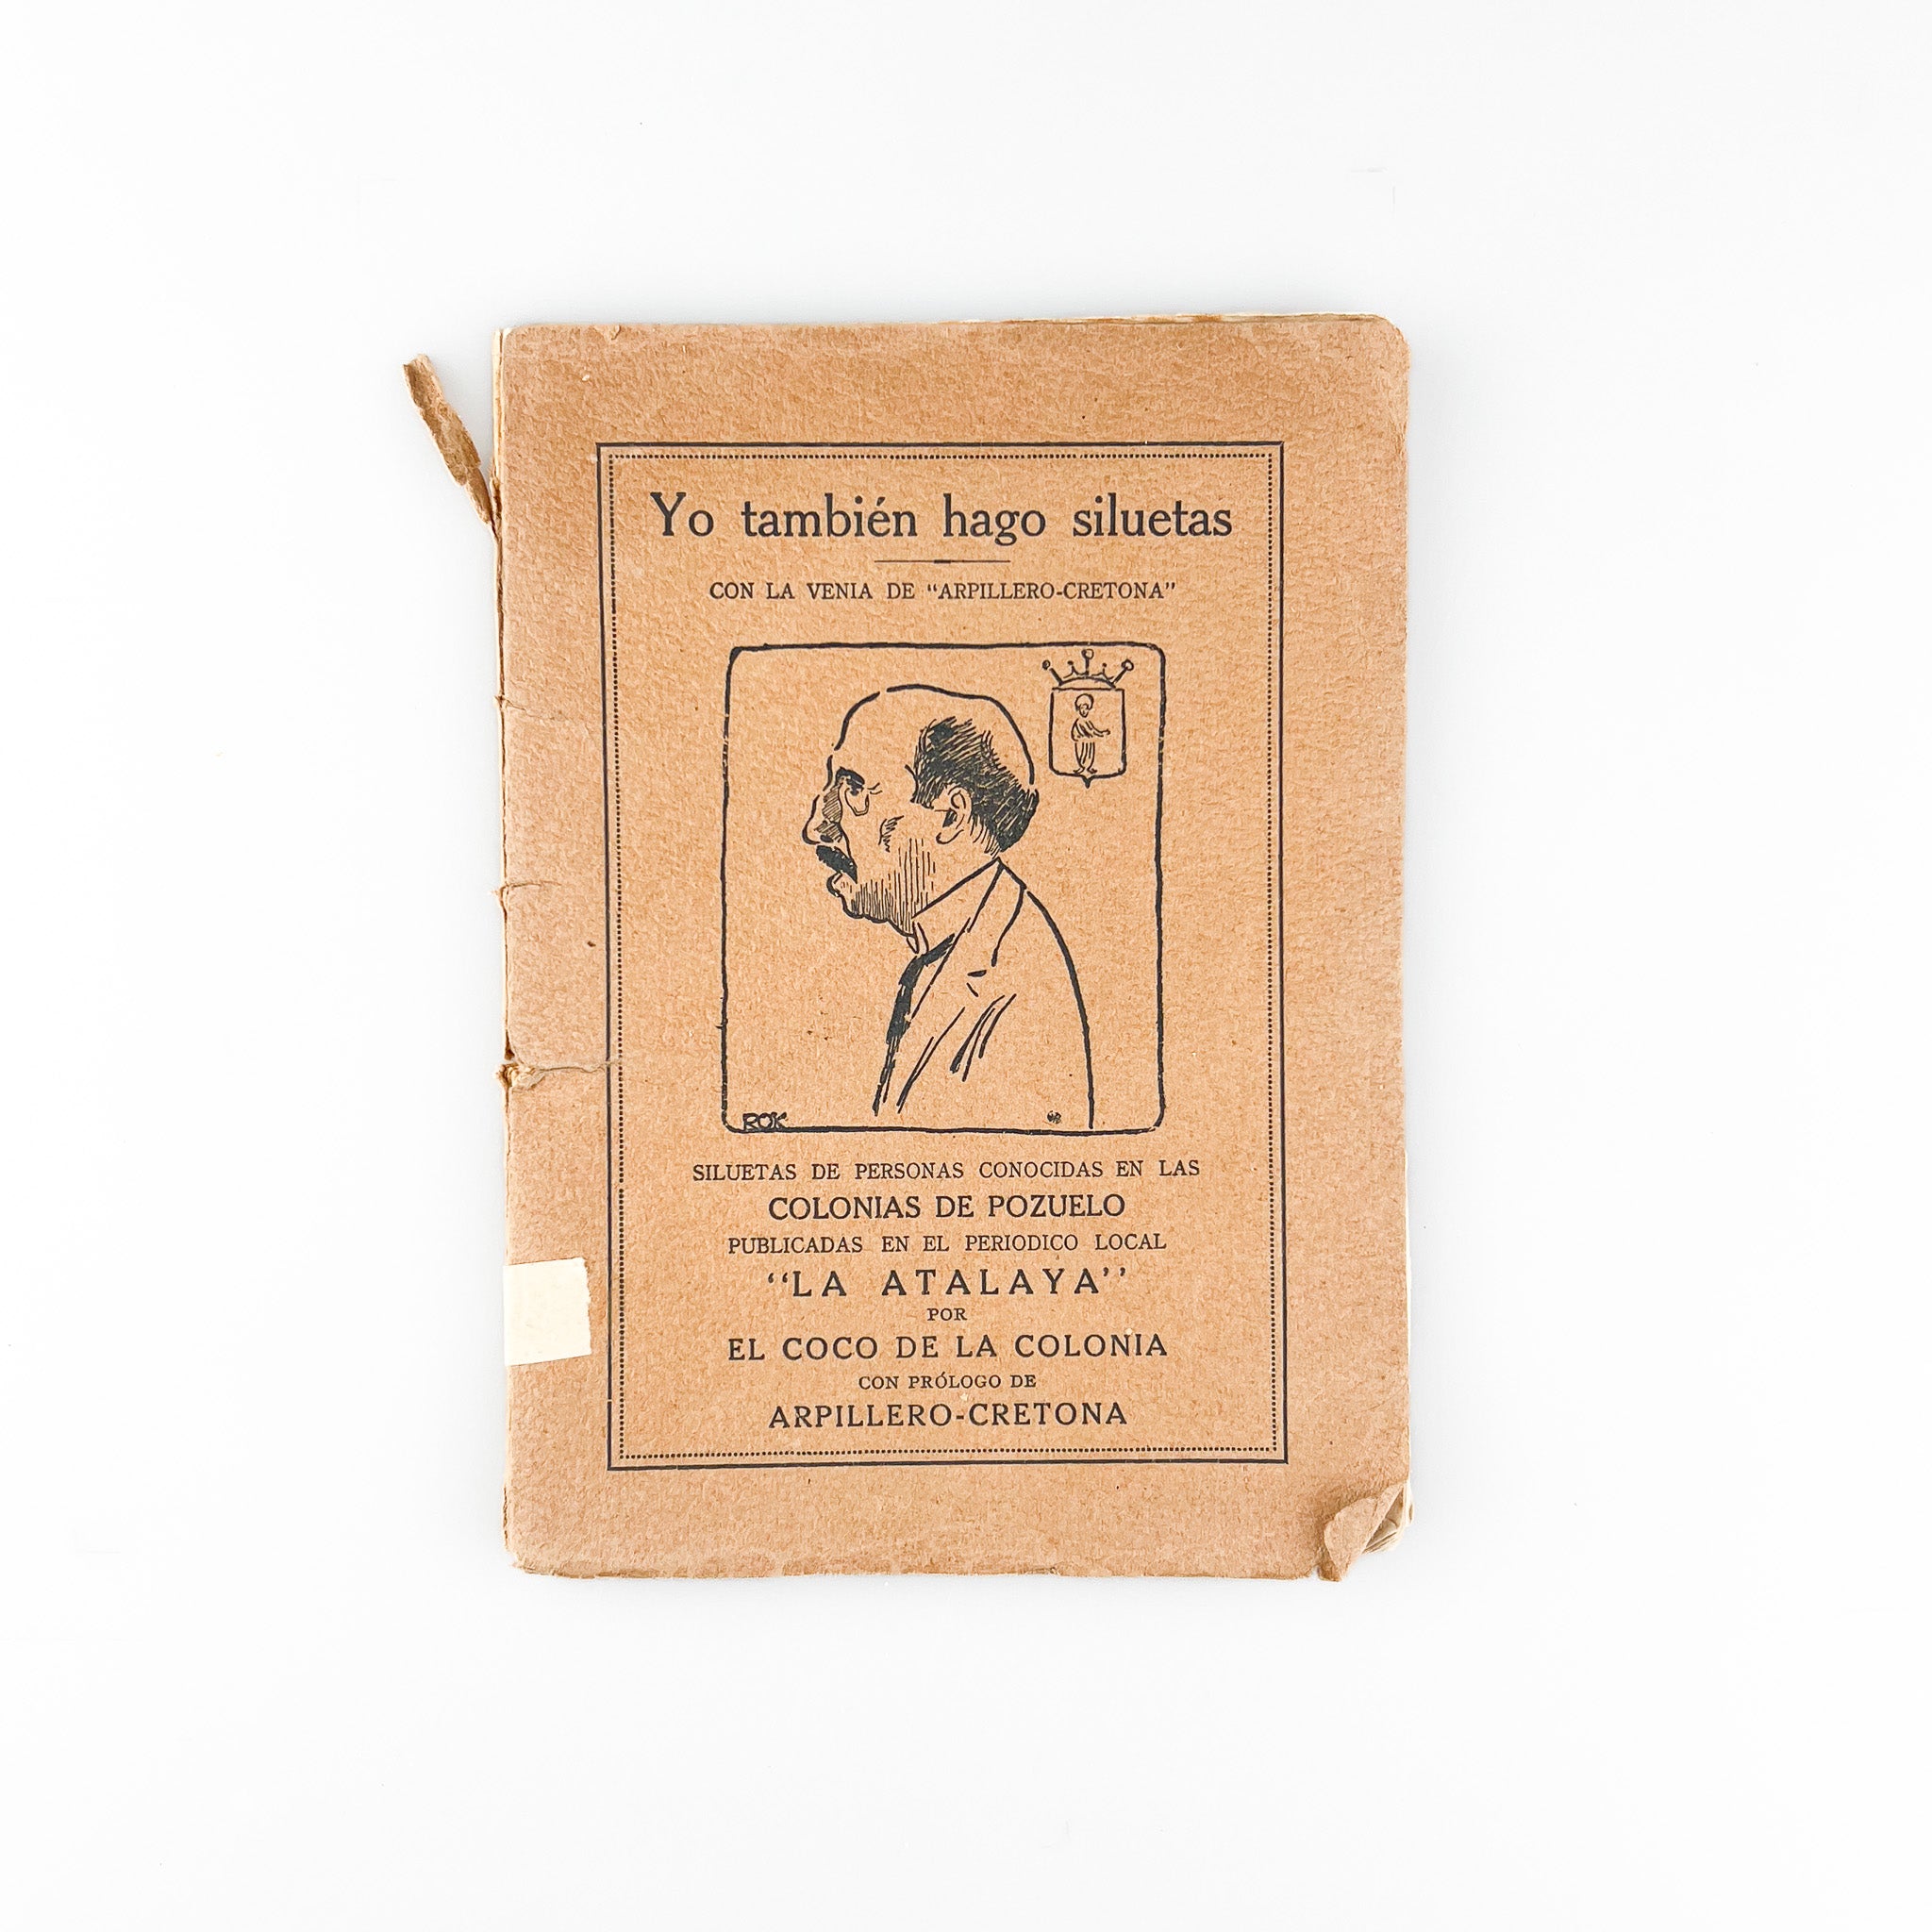 Yo también hago siluetas
CON LA VENIA DE “ARPILLERO-CRETONA”
ROK
SILUETAS DE PERSONAS CONOCIDAS EN LAS
COLONIAS DE POZUELO
PUBLICADAS EN EL PERIODICO LOCAL
“LA ATALAYA”
POR
EL COCO DE LA COLONIA
CON PRÓLOGO DE
ARPILLERO-CRETONA